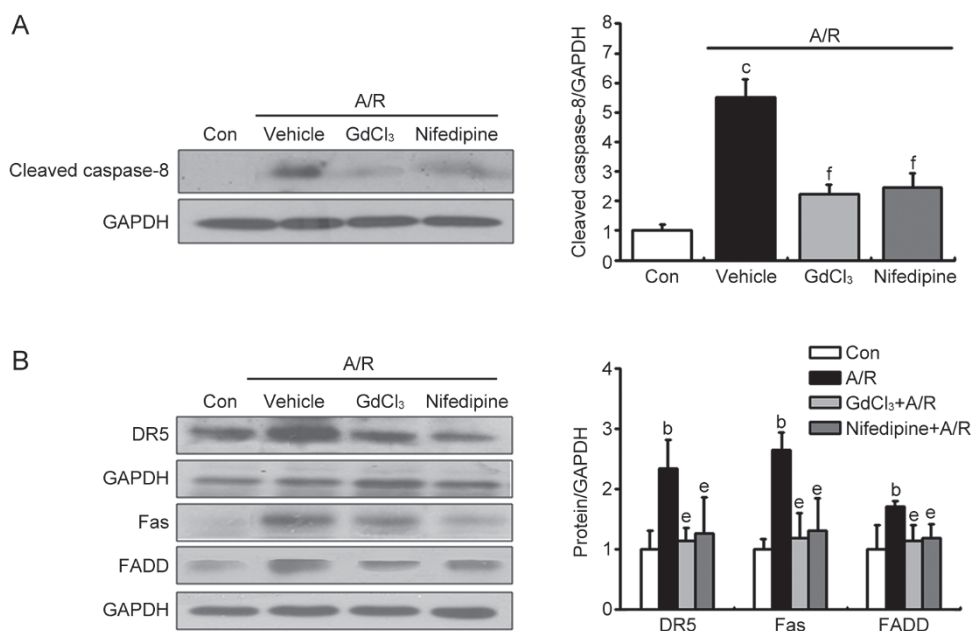 A
A/R
Con Vehicle GdCl₃ Nifedipine
Cleaved caspase-8
GAPDH
Cleaved caspase-8/GAPDH
8
7
6
5
4
3
2
1
0
A/R
c
f
f
Con Vehicle GdCl₃ Nifedipine
B
A/R
Con Vehicle GdCl₃ Nifedipine
DR5
GAPDH
Fas
FADD
GAPDH
Protein/GAPDH
4
3
2
1
0
Con
A/R
GdCl₃+A/R
Nifedipine+A/R
b
e
e
b
e
e
b
e
e
DR5 Fas FADD